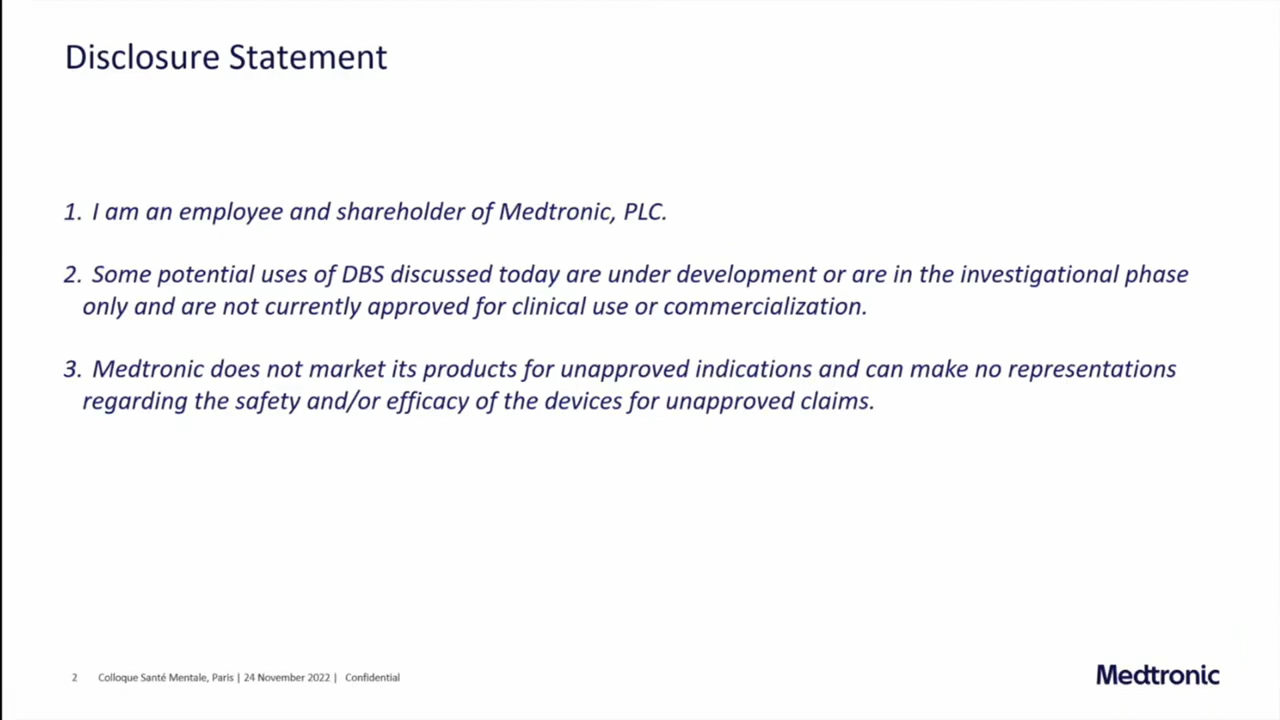 Disclosure Statement
1. I am an employee and shareholder of Medtronic, PLC.
2. Some potential uses of DBS discussed today are under development or are in the investigational phase
only and are not currently approved for clinical use or commercialization.
3. Medtronic does not market its products for unapproved indications and can make no representations
regarding the safety and/or efficacy of the devices for unapproved claims.
2 Colloque Santé Mentale, Paris | 24 November 2022 | Confidential
Medtronic